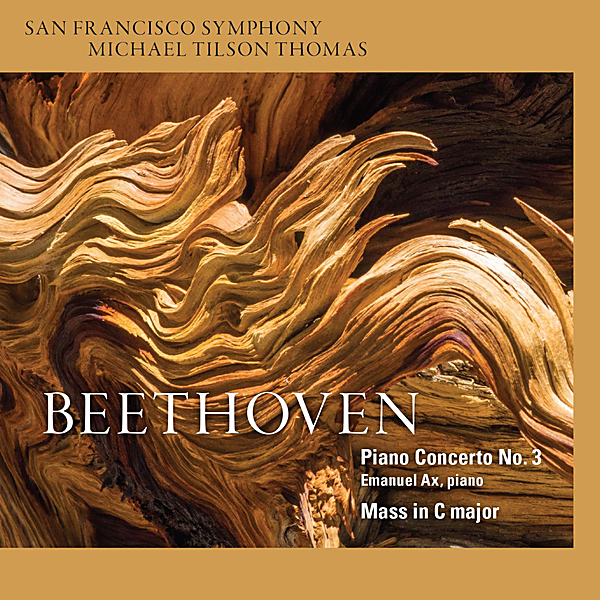 SAN FRANCISCO SYMPHONY
MICHAEL TILSON THOMAS
BEETHOVEN
Piano Concerto No. 3
Emanuel Ax, piano
Mass in C major